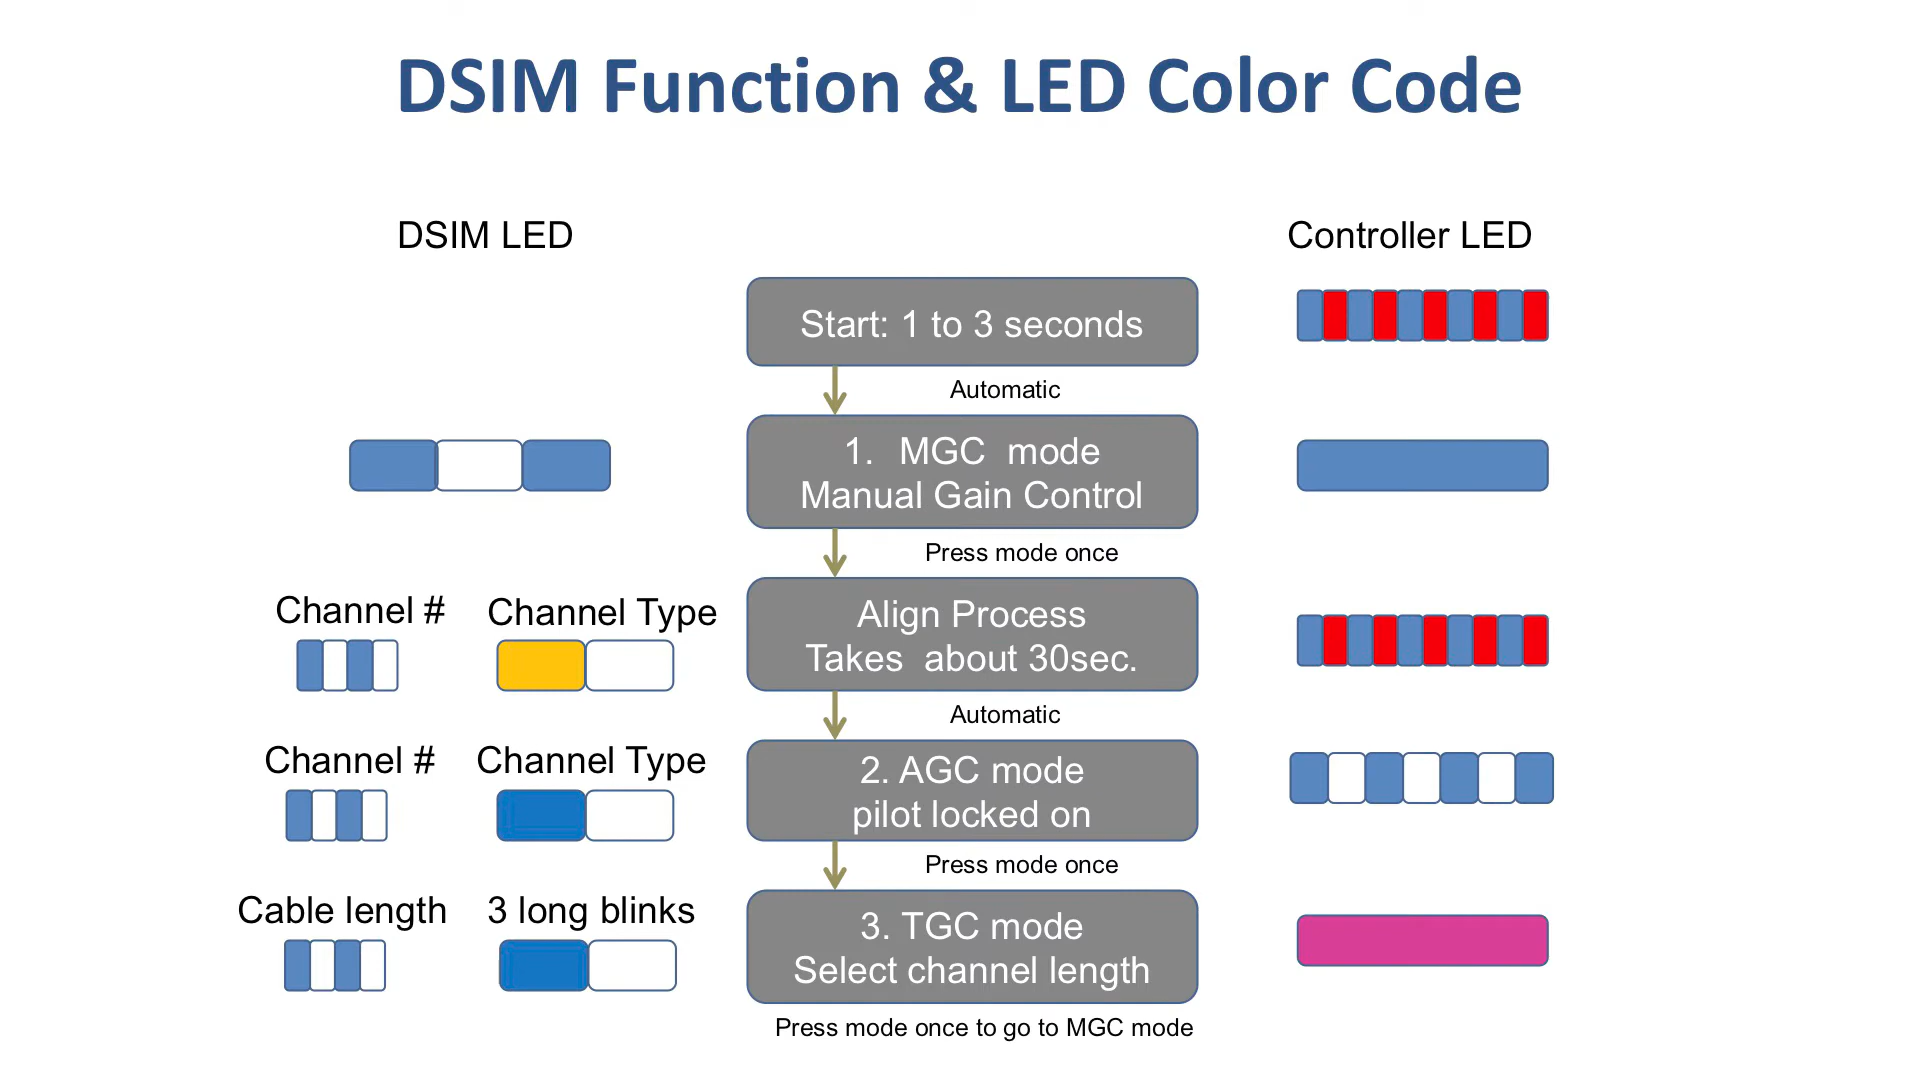 DSIM Function & LED Color Code
DSIM LED
Controller LED
Start: 1 to 3 seconds
Automatic
1. MGC mode
Manual Gain Control
Press mode once
Channel #
Channel Type
Align Process
Takes about 30sec.
Automatic
Channel #
Channel Type
2. AGC mode
pilot locked on
Press mode once
Cable length
3 long blinks
3. TGC mode
Select channel length
Press mode once to go to MGC mode